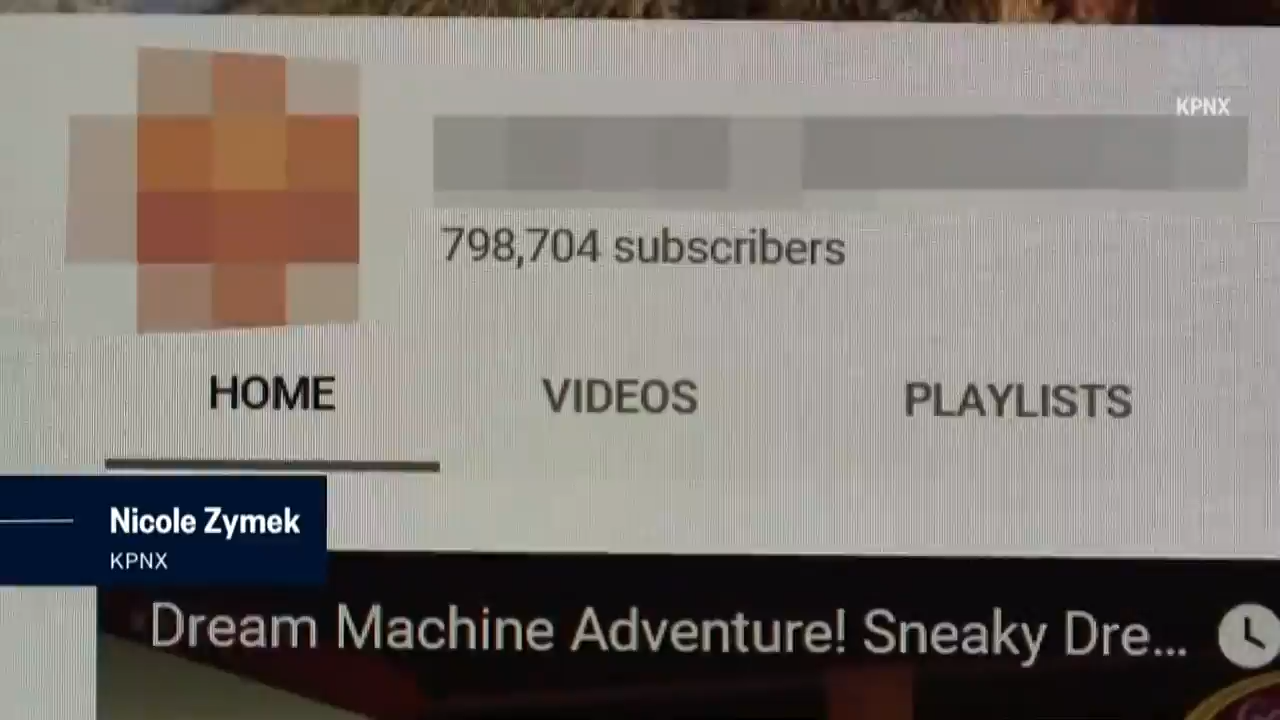 KPNX
798,704 subscribers
HOME
VIDEOS
PLAYLISTS
Nicole Zymek
KPNX
Dream Machine Adventure! Sneaky Dre...